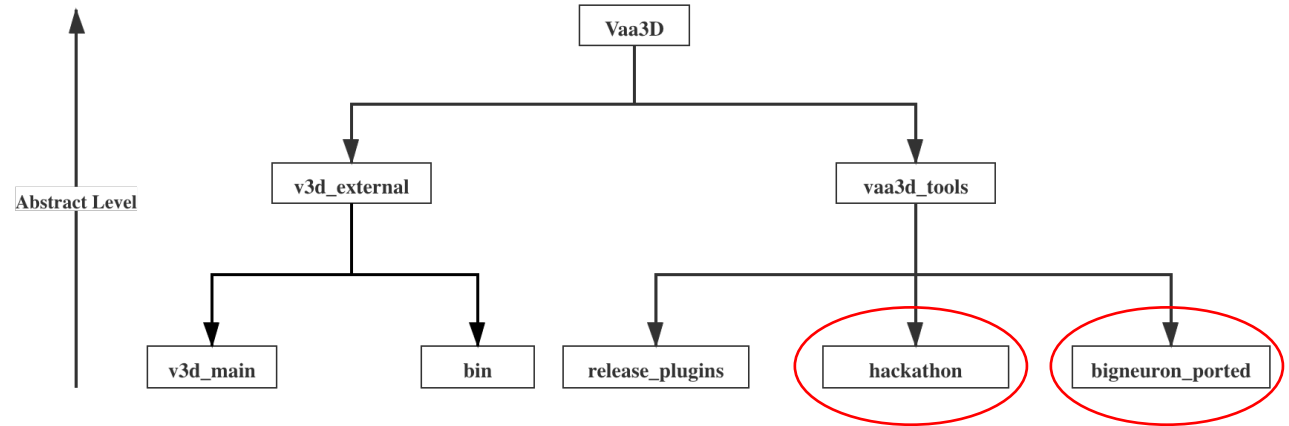 Vaa3D
v3d_external
vaa3d_tools
Abstract Level
v3d_main
bin
release_plugins
hackathon
bigneuron_ported